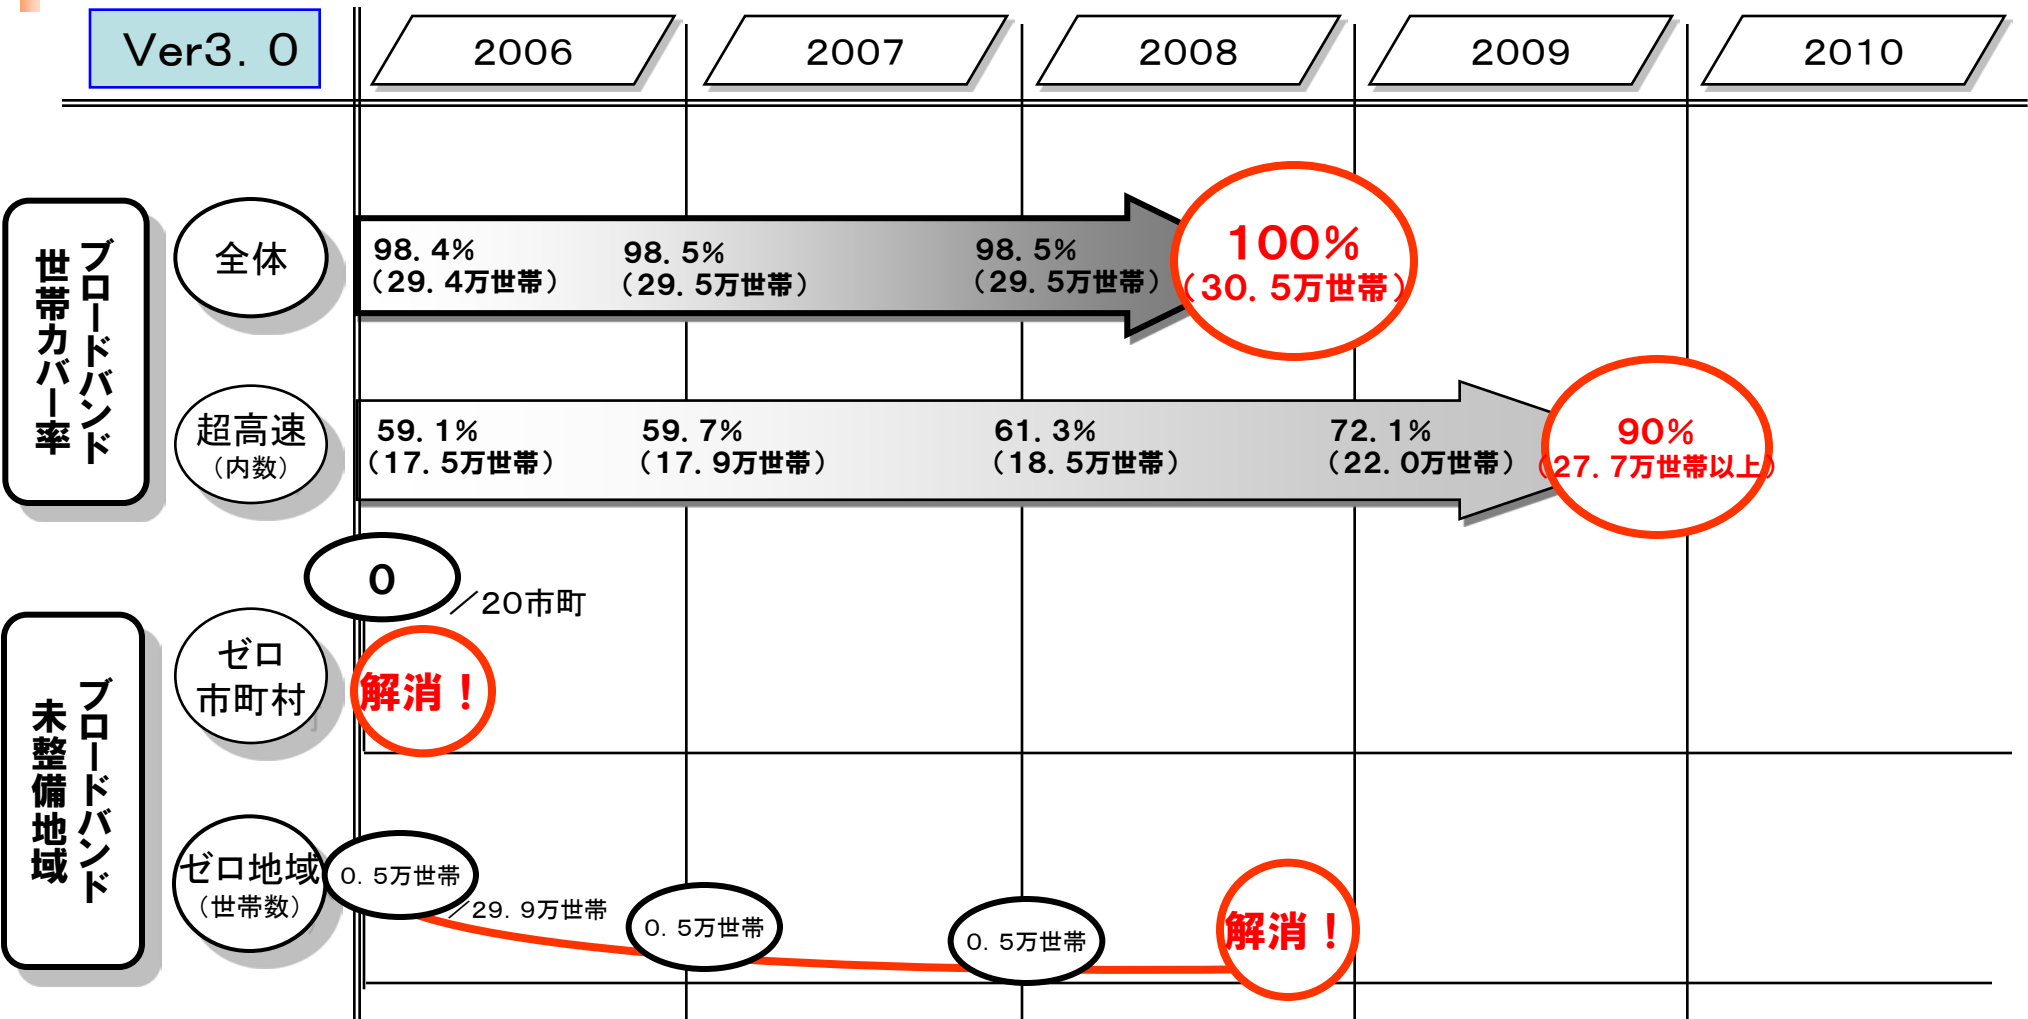 Ver3．0
2006
2007
2008
2009
2010
ブロードバンド
世帯カバー率
全体
98．4%
（29．4万世帯）
98．5%
（29．5万世帯）
98．5%
（29．5万世帯）
100%
（30．5万世帯）
超高速
（内数）
59．1%
（17．5万世帯）
59．7%
（17．9万世帯）
61．3%
（18．5万世帯）
72．1%
（22．0万世帯）
90%
（27．7万世帯以上）
ブロードバンド
未整備地域
ゼロ
市町村
0
／20市町
解消！
ゼロ地域
（世帯数）
0．5万世帯
／29．9万世帯
0．5万世帯
0．5万世帯
解消！